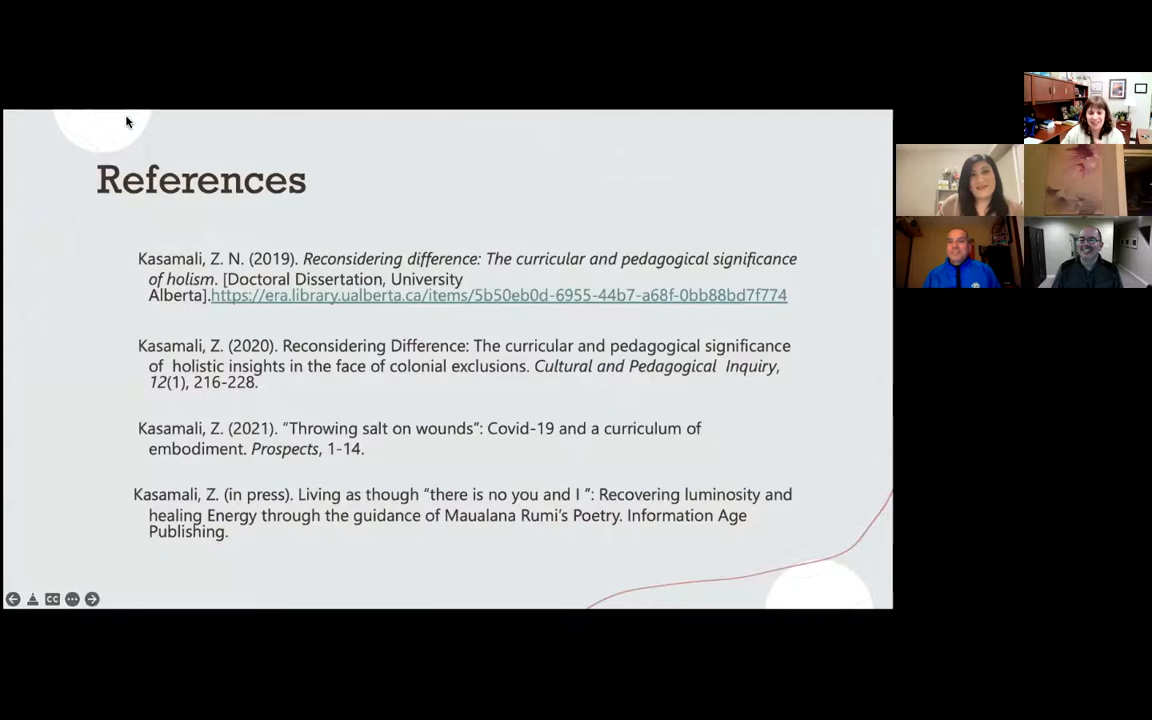 References
Kasamali, Z. N. (2019). Reconsidering difference: The curricular and pedagogical significance
of holism. [Doctoral Dissertation, University
Alberta].https://era.library.ualberta.ca/items/5b50eb0d-6955-44b7-a68f-0bb88bd7f774
Kasamali, Z. (2020). Reconsidering Difference: The curricular and pedagogical significance
of  holistic insights in the face of colonial exclusions. Cultural and Pedagogical  Inquiry,
12(1), 216-228.
Kasamali, Z. (2021). “Throwing salt on wounds”: Covid-19 and a curriculum of
embodiment. Prospects, 1-14.
Kasamali, Z. (in press). Living as though “there is no you and I ”: Recovering luminosity and
healing Energy through the guidance of Maualana Rumi’s Poetry. Information Age
Publishing.
CC